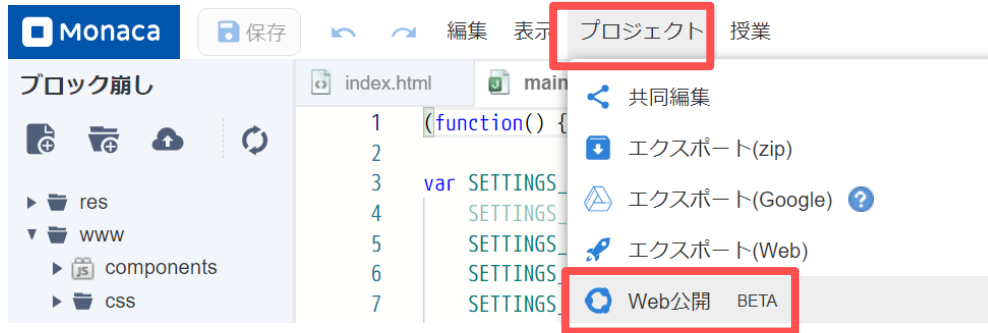 Monaca 保存 編集 表示 プロジェクト 授業
ブロック崩し
index.html main
共同編集
エクスポート(zip)
エクスポート(Google) ?
エクスポート(Web)
Web公開 BETA
res
www
components
JS
css
1 (function() {
2
3 var SETTINGS_
4 SETTINGS_
5 SETTINGS_
6 SETTINGS_
7 SETTINGS_